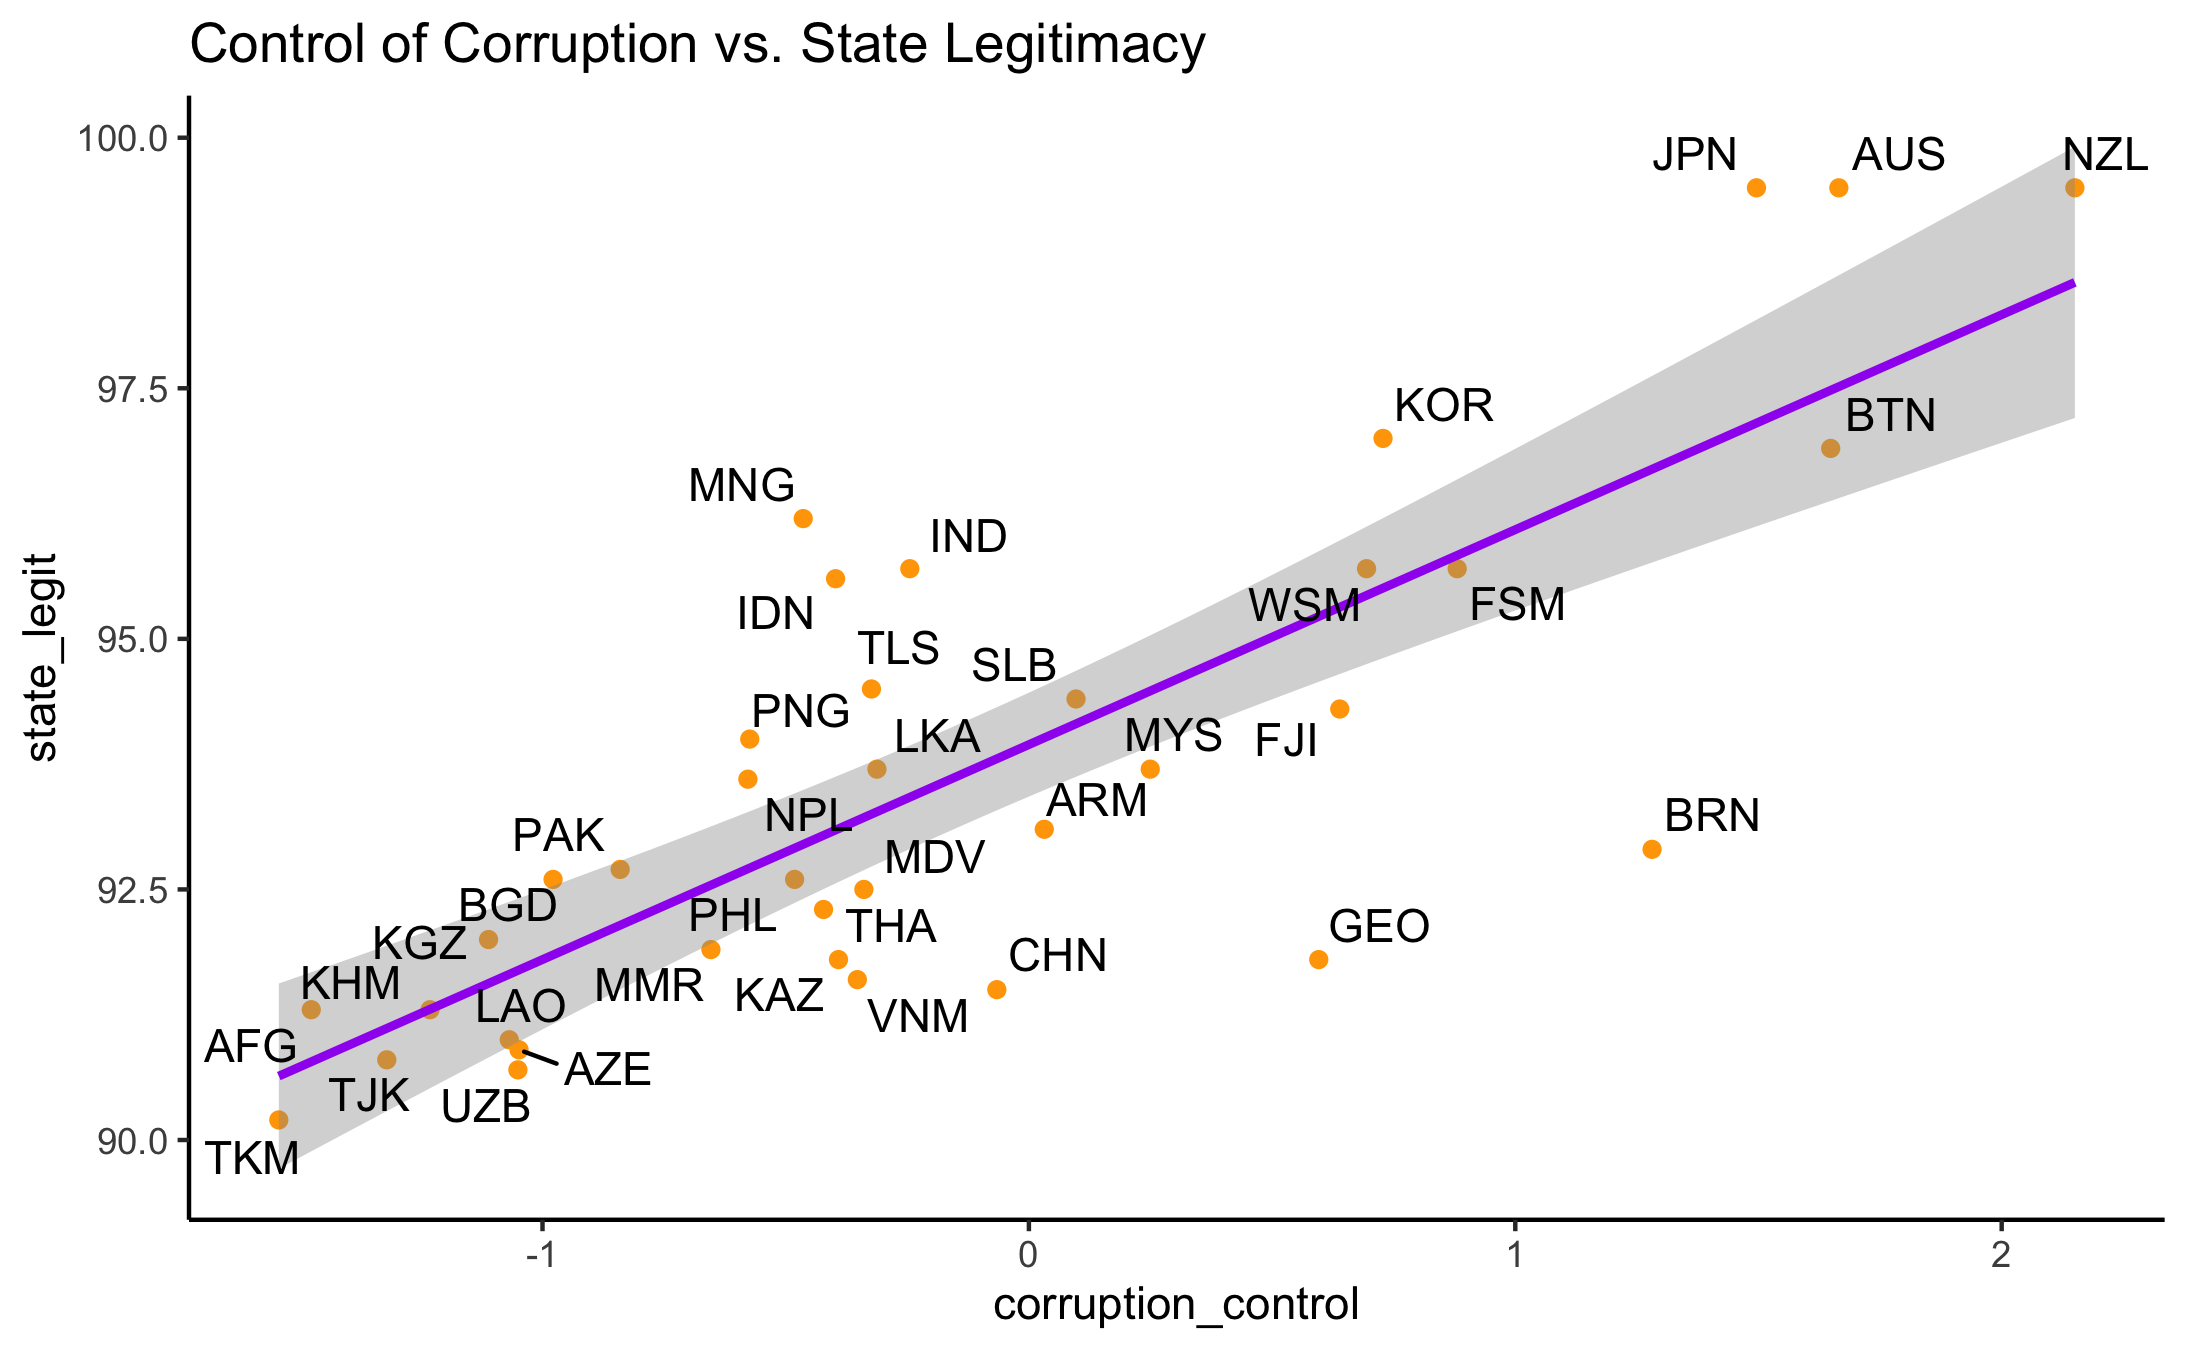 Control of Corruption vs. State Legitimacy
100.0
97.5
95.0
92.5
90.0
state_legit
JPN
AUS
NZL
KOR
BTN
MNG
IND
IDN
WSM
FSM
TLS
SLB
PNG
LKA
MYS
FJI
NPL
ARM
BRN
PAK
MDV
BGD
PHL
THA
GEO
KGZ
CHN
KHM
MMR
KAZ
LAO
VNM
AFG
AZE
TJK
UZB
TKM
-1
0
1
2
corruption_control